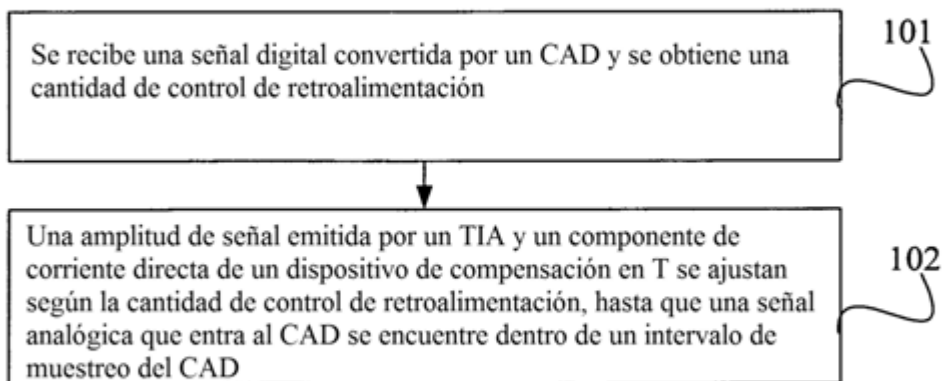 Se recibe una señal digital convertida por un CAD y se obtiene una
cantidad de control de retroalimentación
101
Una amplitud de señal emitida por un TIA y un componente de
corriente directa de un dispositivo de compensación en T se ajustan
según la cantidad de control de retroalimentación, hasta que una señal
analógica que entra al CAD se encuentre dentro de un intervalo de
muestreo del CAD
102